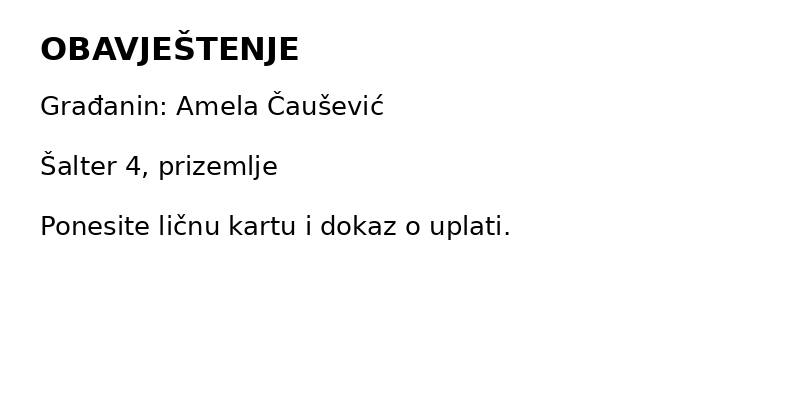 OBAVJEŠTENJE
Građanin: Amela Čaušević
Šalter 4, prizemlje
Ponesite ličnu kartu i dokaz o uplati.